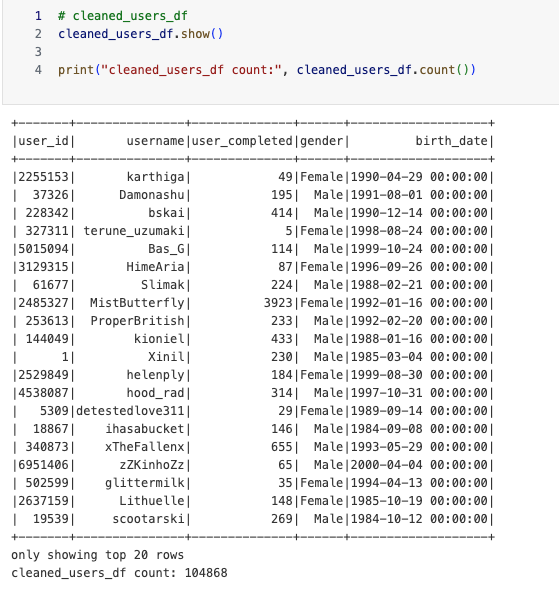 1 # cleaned_users_df
2 cleaned_users_df.show()
3
4 print("cleaned_users_df count:", cleaned_users_df.count())
+-------+---------------+--------------+------+-------------------+
|user_id|       username|user_completed|gender|         birth_date|
+-------+---------------+--------------+------+-------------------+
|2255153|       karthiga|            49|Female|1990-04-29 00:00:00|
|  37326|      Damonashu|           195|  Male|1991-08-01 00:00:00|
| 228342|          bskai|           414|  Male|1990-12-14 00:00:00|
| 327311| terune_uzumaki|             5|Female|1998-08-24 00:00:00|
|5015094|          Bas_G|           114|  Male|1999-10-24 00:00:00|
|3129315|       HimeAria|            87|Female|1996-09-26 00:00:00|
|  61677|         Slimak|           224|  Male|1988-02-21 00:00:00|
|2485327|  MistButterfly|          3923|Female|1992-01-16 00:00:00|
| 253613|  ProperBritish|           233|  Male|1992-02-20 00:00:00|
| 144049|        kioniel|           433|  Male|1988-01-16 00:00:00|
|      1|          Xinil|           230|  Male|1985-03-04 00:00:00|
|2529849|       helenply|           184|Female|1999-08-30 00:00:00|
|4538087|       hood_rad|           314|  Male|1997-10-31 00:00:00|
|   5309|detestedlove311|            29|Female|1989-09-14 00:00:00|
|  18867|   ihasabucket|           146|  Male|1984-09-08 00:00:00|
| 340873|    xTheFallenx|           655|  Male|1993-05-29 00:00:00|
|6951406|      zZKinhoZz|            65|  Male|2000-04-04 00:00:00|
| 502599|    glittermilk|            35|Female|1994-04-13 00:00:00|
|2637159|      Lithuelle|           148|Female|1985-10-19 00:00:00|
|  19539|     scootarski|           269|  Male|1984-10-12 00:00:00|
+-------+---------------+--------------+------+-------------------+
only showing top 20 rows
cleaned_users_df count: 104868